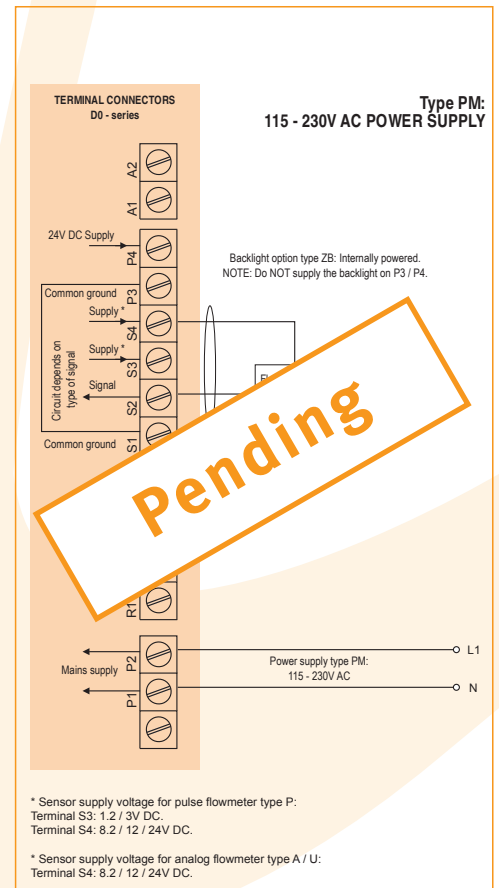 TERMINAL CONNECTORS
D0 - series
Type PM:
115 - 230V AC POWER SUPPLY
A2
A1
24V DC Supply
P4
Backlight option type ZB: Internally powered.
NOTE: Do NOT supply the backlight on P3 / P4.
P3
Common ground
Supply *
S4
Circuit depends on
type of signal
Supply *
S3
Signal
S2
Common ground
S1
Pending
R1
Mains supply
P2
P1
Power supply type PM:
115 - 230V AC
L1
N
* Sensor supply voltage for pulse flowmeter type P:
Terminal S3: 1.2 / 3V DC.
Terminal S4: 8.2 / 12 / 24V DC.
* Sensor supply voltage for analog flowmeter type A / U:
Terminal S4: 8.2 / 12 / 24V DC.